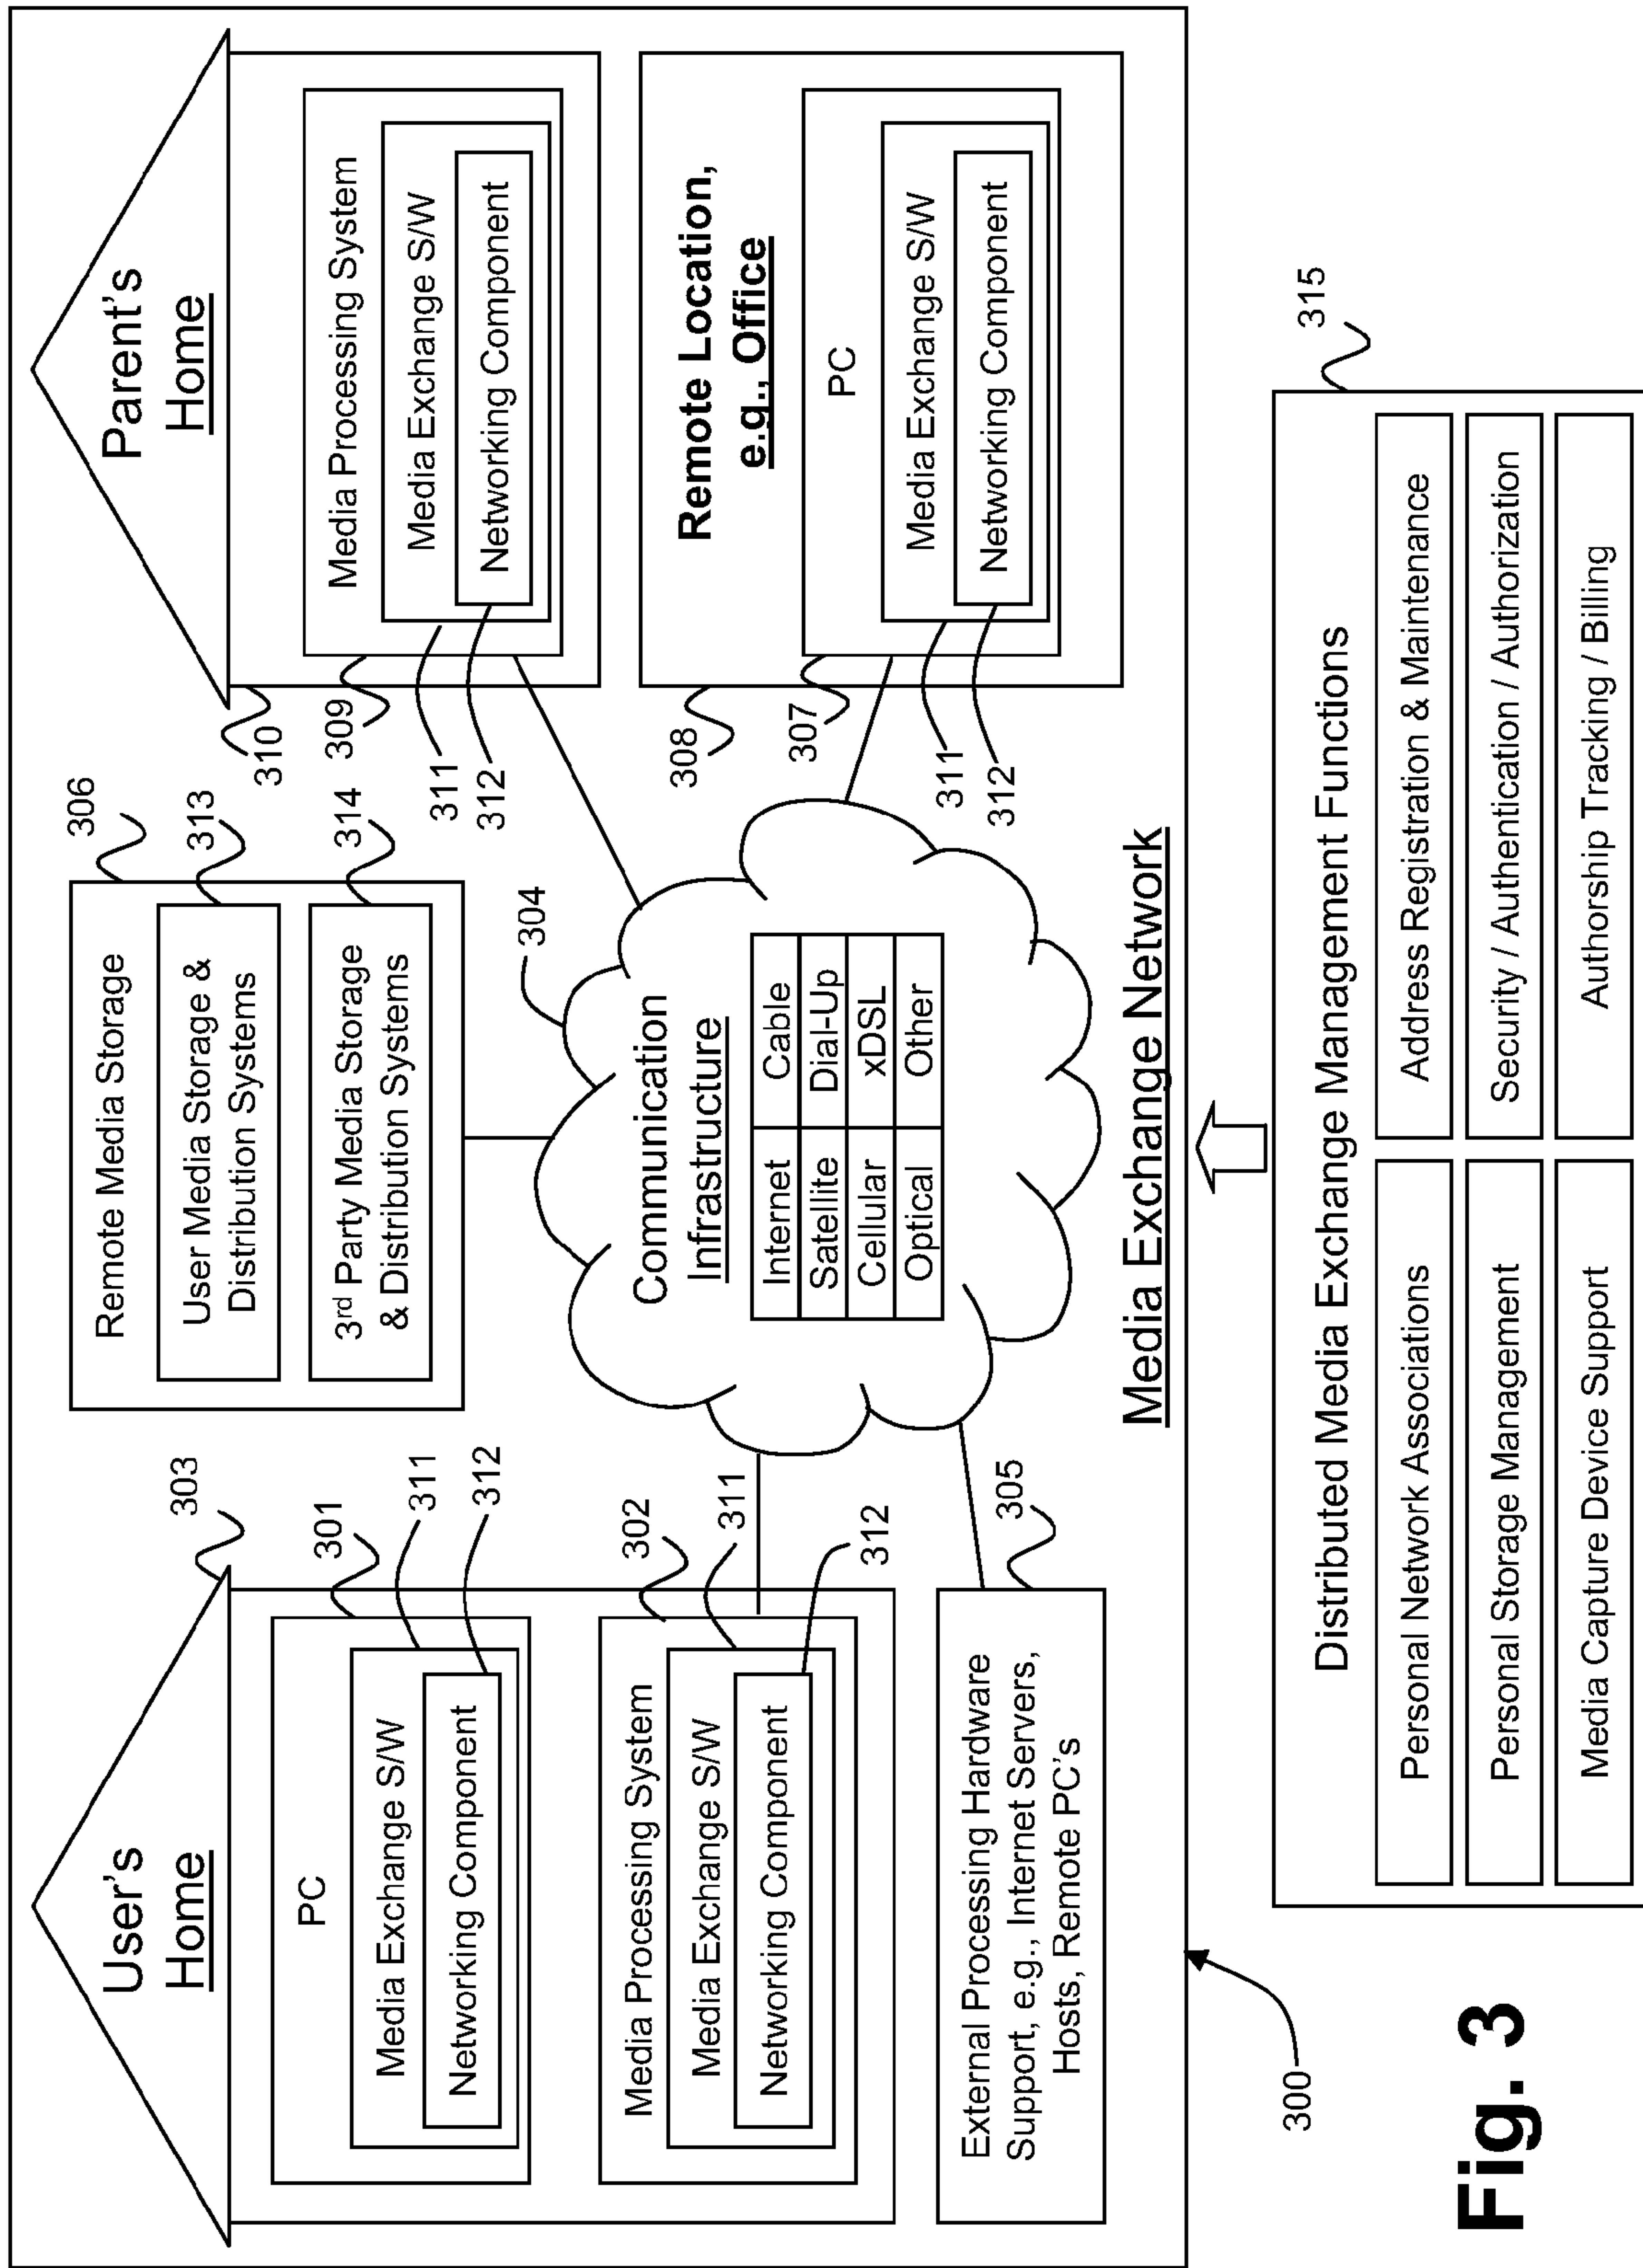 User's
Home
303
PC
301
Media Exchange S/W
311
Networking Component
312
Media Processing System
302
Media Exchange S/W
311
Networking Component
312
External Processing Hardware
Support, e.g., Internet Servers,
Hosts, Remote PC's
305
Remote Media Storage
306
User Media Storage &
Distribution Systems
313
3rd Party Media Storage
& Distribution Systems
314
304
Communication
Infrastructure
Internet Cable
Satellite Dial-Up
Cellular xDSL
Optical Other
Parent's
Home
310
Media Processing System
309
Media Exchange S/W
311
Networking Component
312
Remote Location,
e.g., Office
308
PC
307
Media Exchange S/W
311
Networking Component
312
Media Exchange Network
300
315
Distributed Media Exchange Management Functions
Personal Network Associations
Address Registration & Maintenance
Personal Storage Management
Security / Authentication / Authorization
Media Capture Device Support
Authorship Tracking / Billing
Fig. 3